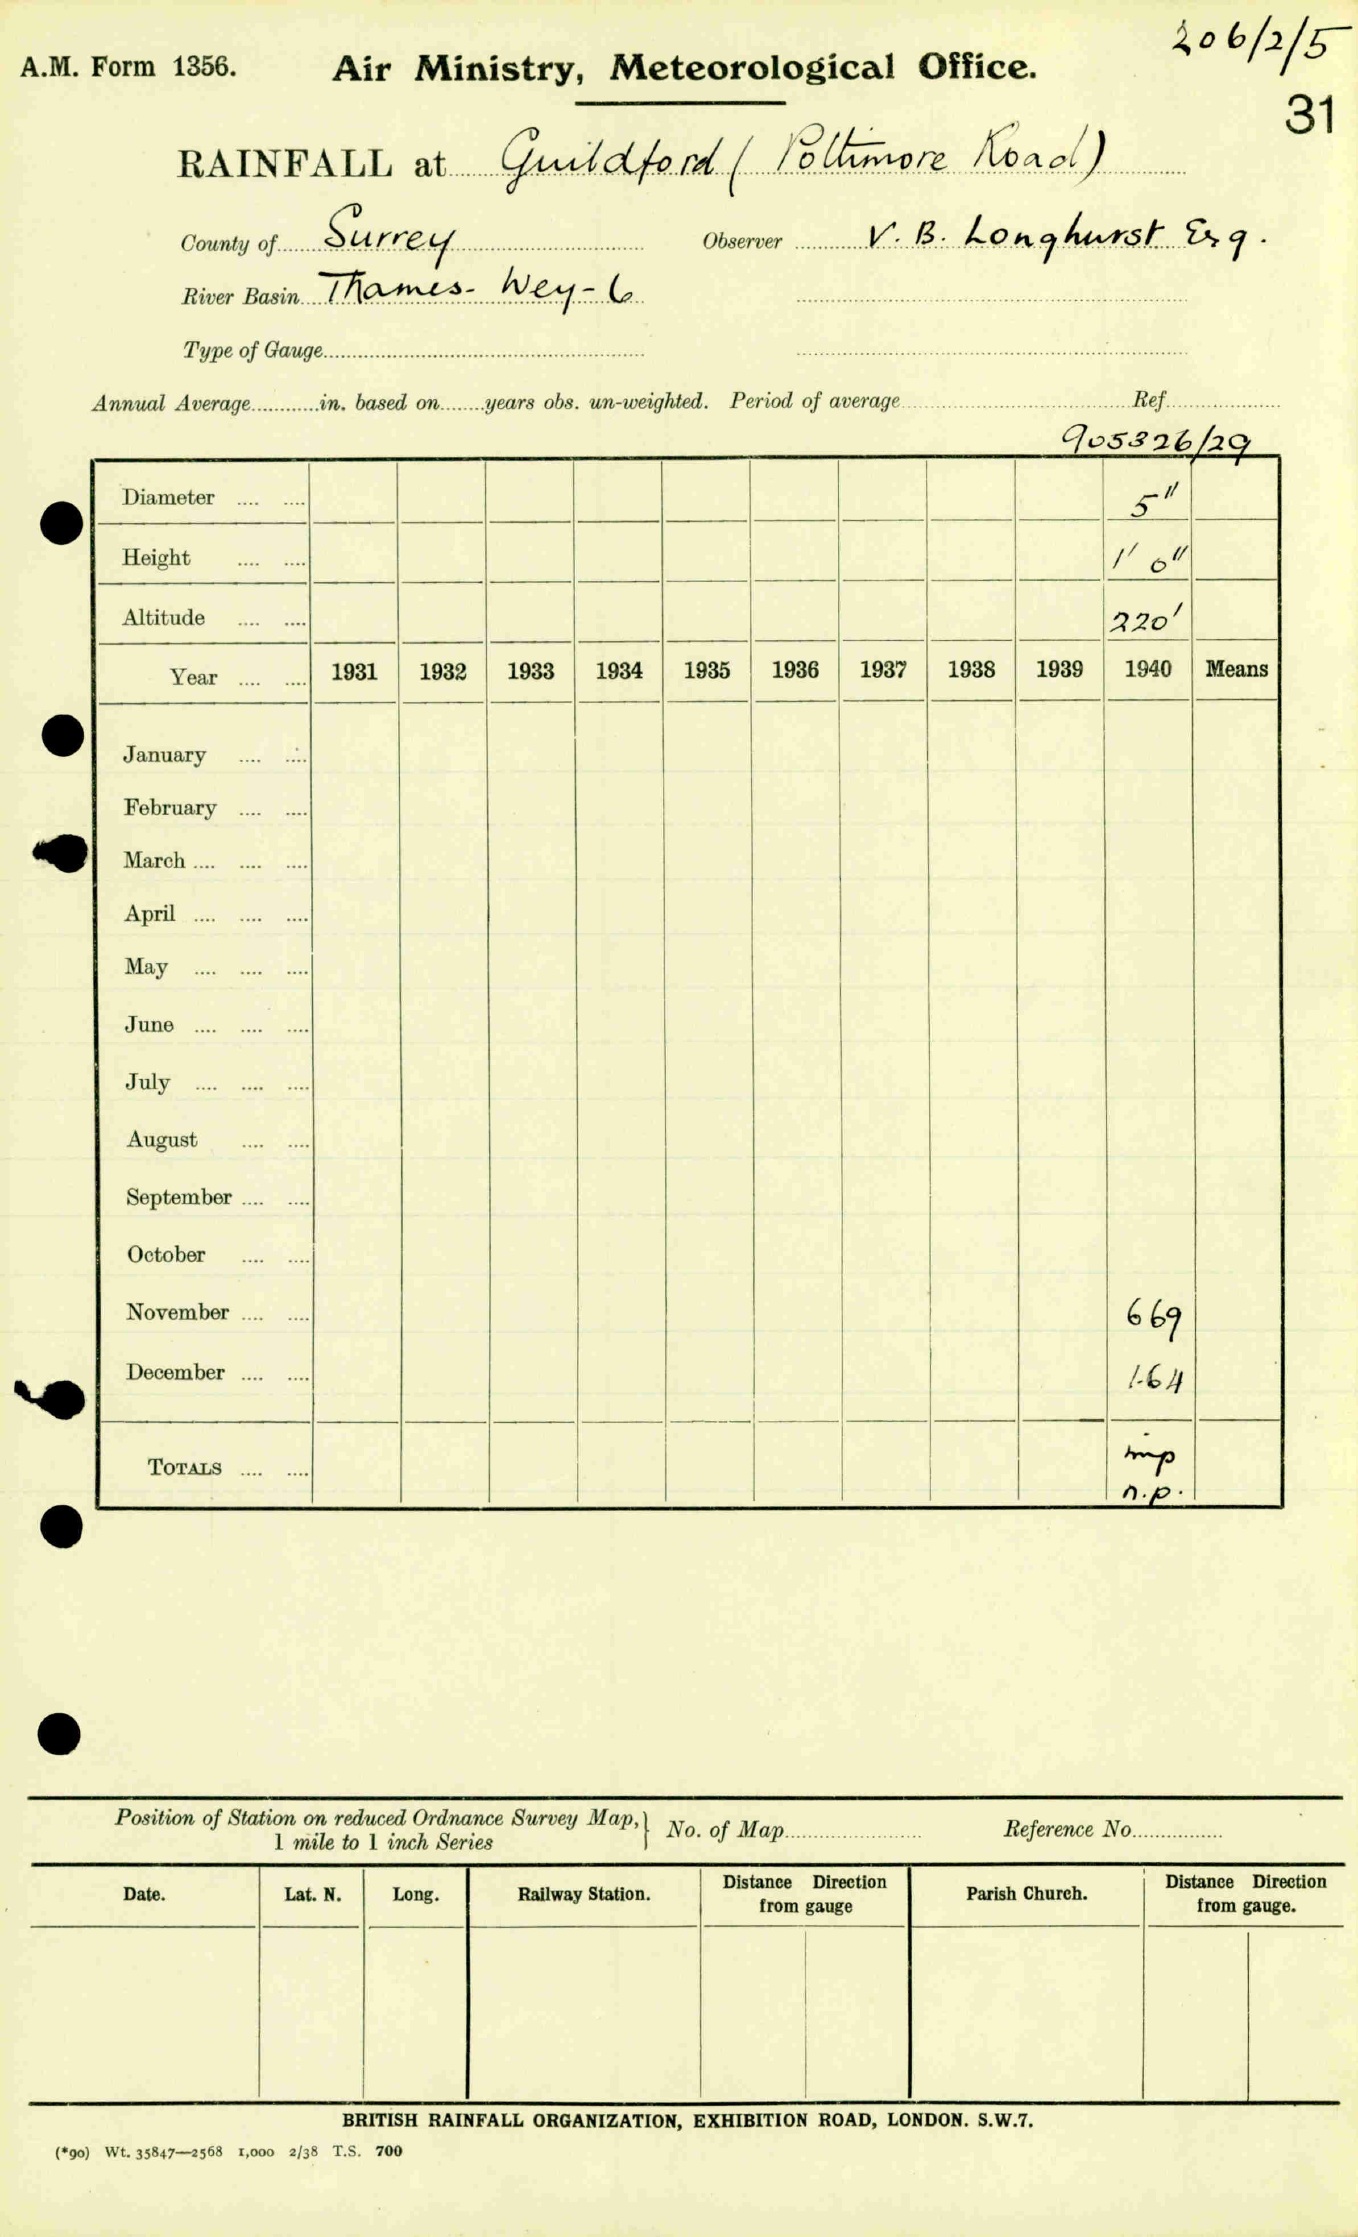 206/2/5
A.M. Form 1356. Air Ministry, Meteorological Office.
31
RAINFALL at Guildford (Poltimore Road)
County of Surrey Observer V. B. Longhurst Esq.
River Basin Thames - Wey - 6
Type of Gauge
Annual Average in. based on years obs. un-weighted. Period of average Ref.
905326/29
Diameter 5"
Height 1' 0"
Altitude 220'
Year 1931 1932 1933 1934 1935 1936 1937 1938 1939 1940 Means
January
February
March
April
May
June
July
August
September
October
November 669
December 1.64
TOTALS imp
n.p.
Position of Station on reduced Ordnance Survey Map,} No. of Map Reference No.
1 mile to 1 inch Series
Date. Lat. N. Long. Railway Station. Distance Direction Parish Church. Distance Direction
from gauge from gauge.
BRITISH RAINFALL ORGANIZATION, EXHIBITION ROAD, LONDON. S.W.7.
(*90) Wt. 35847—2568 1,000 2/38 T.S. 700